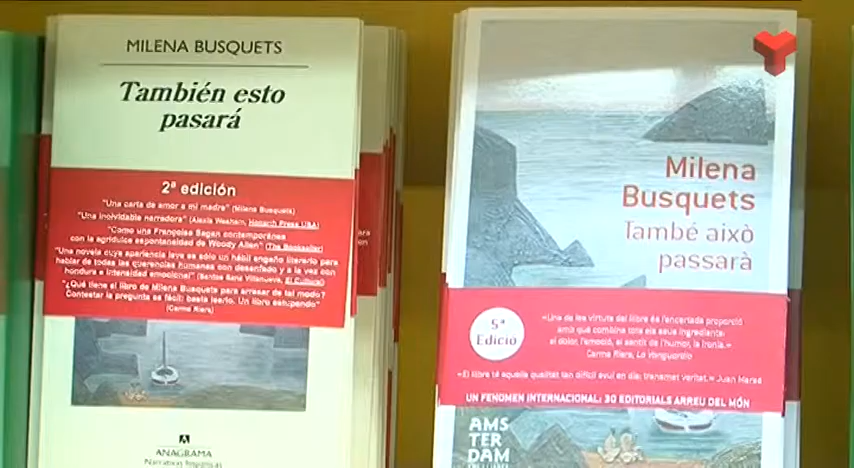 MILENA BUSQUETS
También esto
pasará
2ª edición
"Una carta de amor a mi madre" (Milena Busquets)
"Una inolvidable narradora" (Alexis Washam, Hogarth Press USA)
"Como una Françoise Sagan contemporánea
con la agridulce espontaneidad de Woody Allen" (The Bookseller)
"Una novela cuya apariencia leve es sólo un hábil engaño literario para
hablar de todas las querencias humanas con desenfado y a la vez con
hondura e intensidad emocional" (Santos Sanz Villanueva, El Cultural)
"¿Qué tiene el libro de Milena Busquets para arrasar de tal modo?
Contestar la pregunta es fácil: basta leerlo. Un libro estupendo"
(Carme Riera)
ANAGRAMA
Narrativas hispánicas
Milena
Busquets
També això
passarà
5ª
Edició
«Una de les virtuts del llibre és l'encertada proporció
amb què combina tots els seus ingredients:
el dolor, l'emoció, el sentit de l'humor, la ironia.»
Carme Riera, La Vanguardia
«El llibre té aquella qualitat tan difícil avui en dia: transmet veritat.» Juan Marsé
UN FENOMEN INTERNACIONAL: 30 EDITORIALS ARREU DEL MÓN
AMS
TER
DAM